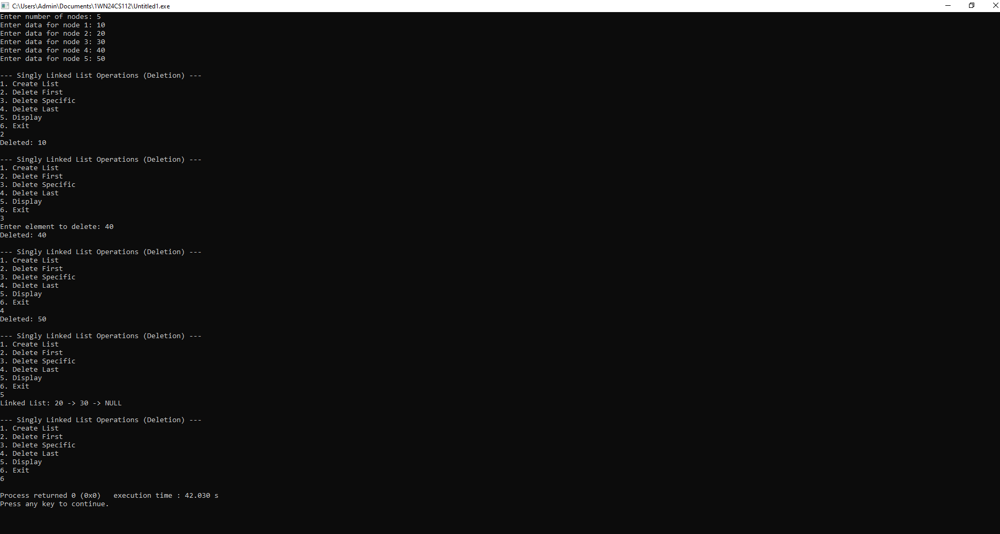 C:\Users\Admin\Documents\1WN24CS112\Untitled1.exe
Enter number of nodes: 5
Enter data for node 1: 10
Enter data for node 2: 20
Enter data for node 3: 30
Enter data for node 4: 40
Enter data for node 5: 50

--- Singly Linked List Operations (Deletion) ---
1. Create List
2. Delete First
3. Delete Specific
4. Delete Last
5. Display
6. Exit
2
Deleted: 10

--- Singly Linked List Operations (Deletion) ---
1. Create List
2. Delete First
3. Delete Specific
4. Delete Last
5. Display
6. Exit
3
Enter element to delete: 40
Deleted: 40

--- Singly Linked List Operations (Deletion) ---
1. Create List
2. Delete First
3. Delete Specific
4. Delete Last
5. Display
6. Exit
4
Deleted: 50

--- Singly Linked List Operations (Deletion) ---
1. Create List
2. Delete First
3. Delete Specific
4. Delete Last
5. Display
6. Exit
5
Linked List: 20 -> 30 -> NULL

--- Singly Linked List Operations (Deletion) ---
1. Create List
2. Delete First
3. Delete Specific
4. Delete Last
5. Display
6. Exit
6

Process returned 0 (0x0)   execution time : 42.030 s
Press any key to continue.